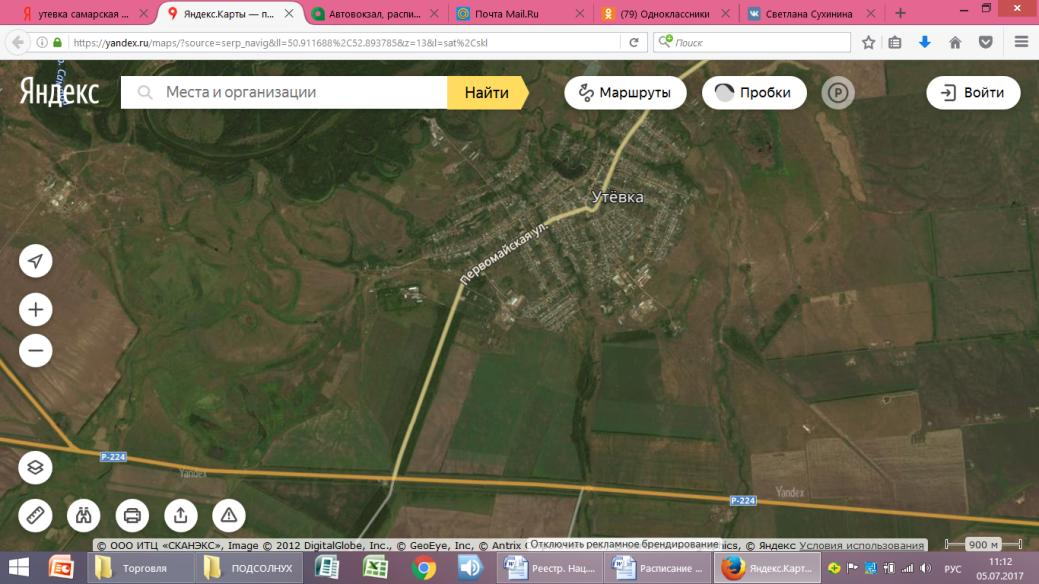 утевка самарская ...
Яндекс.Карты — п...
Автовокзал, распи...
Почта Mail.Ru
(79) Одноклассники
Светлана Сухинина
https://yandex.ru/maps/?source=serp_navig&ll=50.911688%2C52.893785&z=13&l=sat%2Cskl
Поиск
Яндекс
Места и организации
Найти
Маршруты
Пробки
P
Войти
Утёвка
Первомайская ул.
Р-224
Yandex
Yandex
Р-224
© ООО ИТЦ «СКАНЭКС», Image © 2012 DigitalGlobe, Inc., © GeoEye, Inc, © Antrix
Отключить рекламное брендирование
© Яндекс Условия использования
900 м
Торговля
ПОДСОЛНУХ
Реестр. Нац....
Расписание ...
Яндекс.Карт...
РУС
11:12
05.07.2017